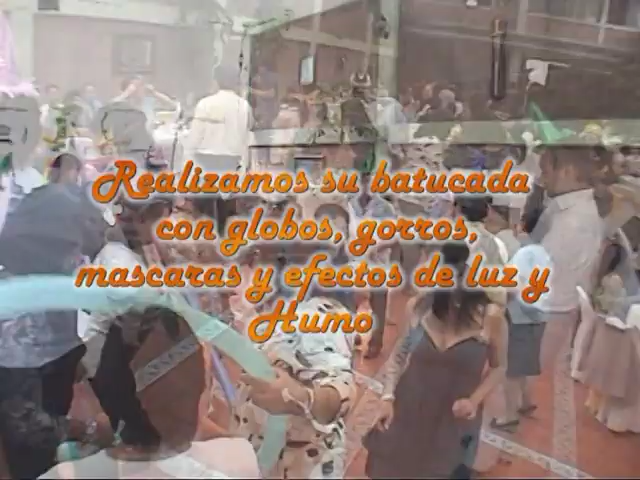 Realizamos su batucada
con globos, gorros,
mascaras y efectos de luz y
Humo